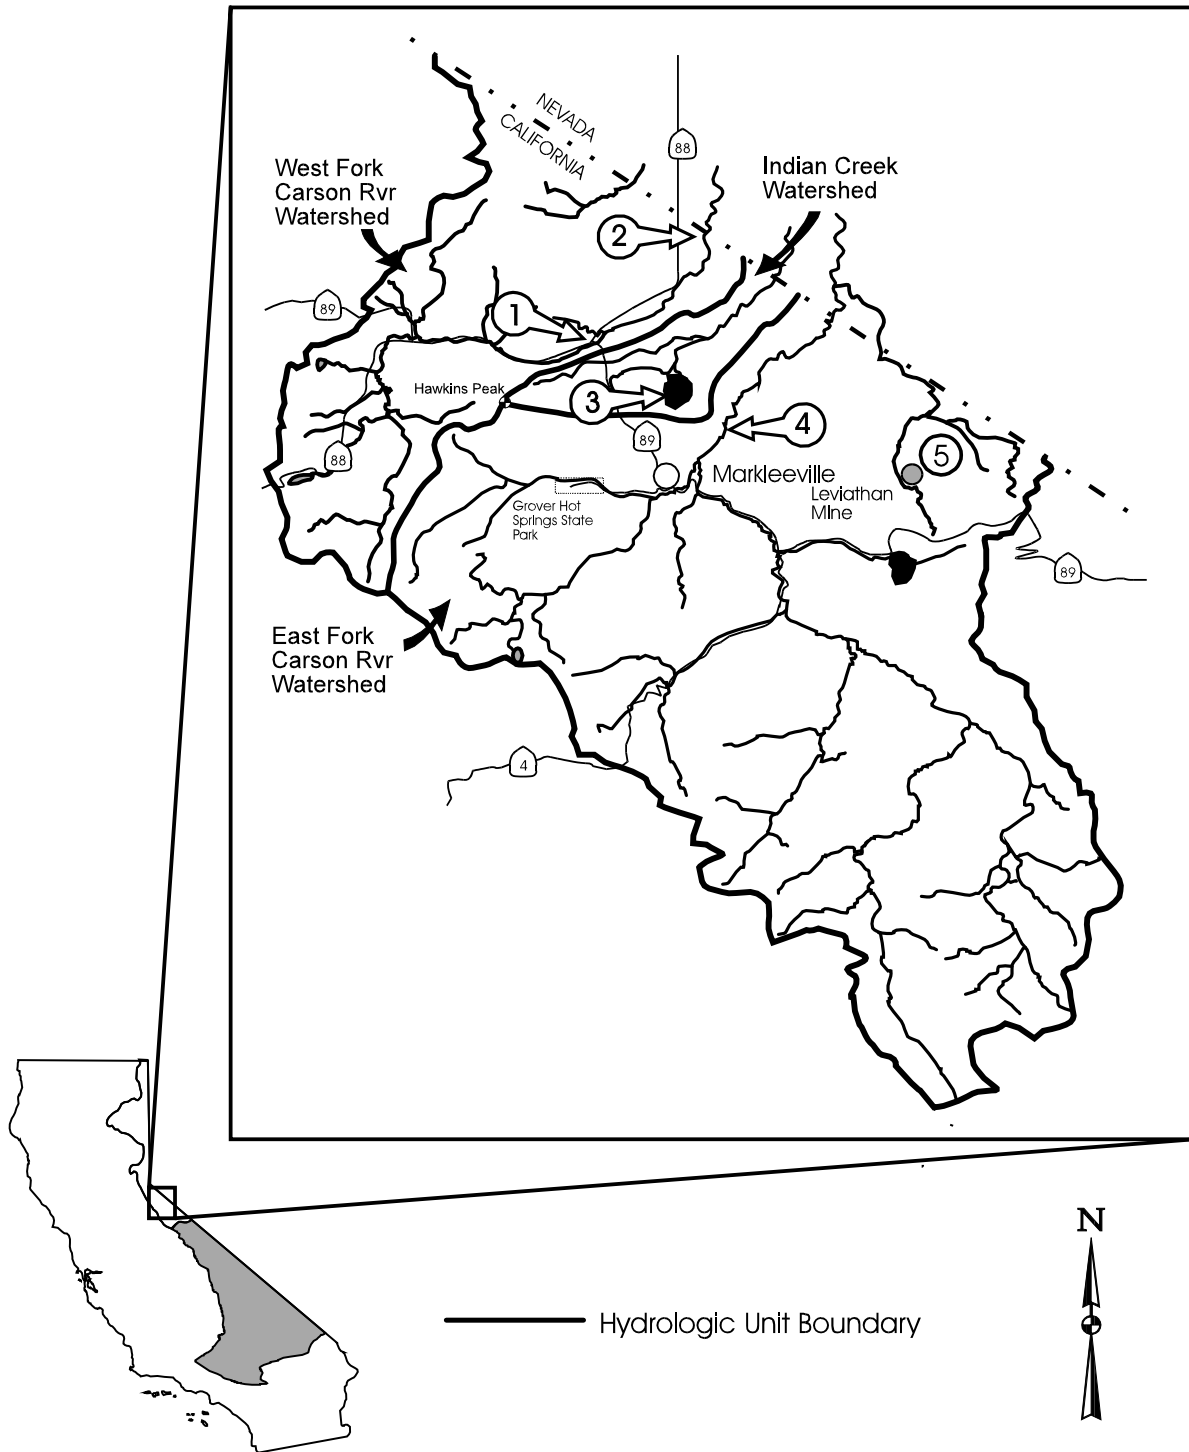 NEVADA
CALIFORNIA
88
West Fork
Carson Rvr
Watershed
Indian Creek
Watershed
2
89
1
Hawkins Peak
3
4
89
88
5
Markleeville
Leviathan
Mine
Grover Hot
Springs State
Park
89
East Fork
Carson Rvr
Watershed
4
N
Hydrologic Unit Boundary